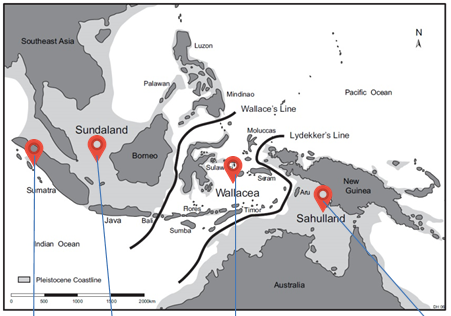 Southeast Asia
Luzon
N
Palawan
Mindinao
Pacific Ocean
Wallace's Line
Sundaland
Moluccas
Lydekker's Line
Borneo
Sulaw
Seram
New
Guinea
Sumatra
Wallacea
Aru
Sahulland
Java
Bali
Flores
Timor
Sumba
Indian Ocean
Pleistocene Coastline
Australia
0 500 1000 1500 2000km